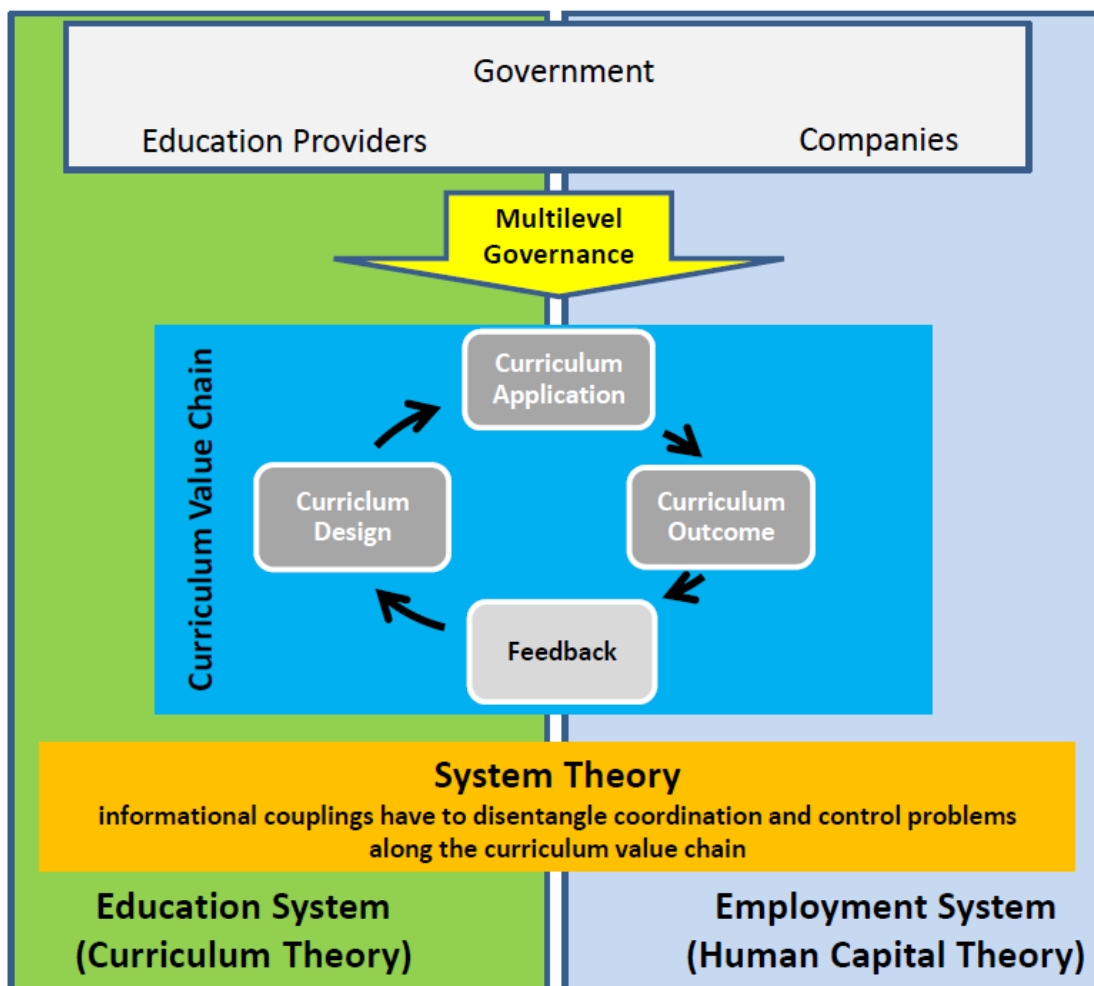 Government
Education Providers
Companies
Multilevel
Governance
Curriculum Value Chain
Curriculum
Application
Curriclum
Design
Curriculum
Outcome
Feedback
System Theory
informational couplings have to disentangle coordination and control problems
along the curriculum value chain
Education System
(Curriculum Theory)
Employment System
(Human Capital Theory)